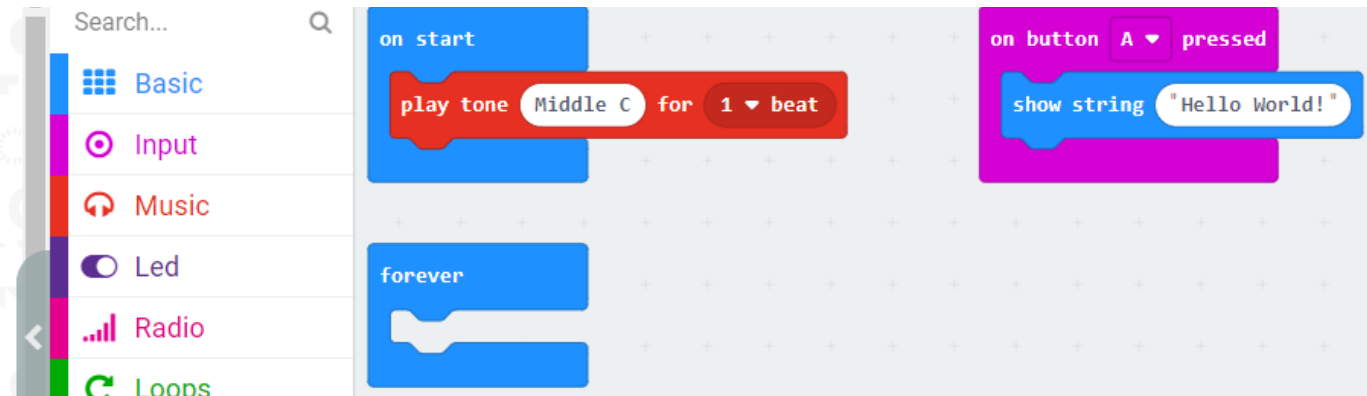 Search...
Basic
Input
Music
Led
Radio
Loops
on start
play tone Middle C for 1 beat
forever
on button A pressed
show string "Hello World!"